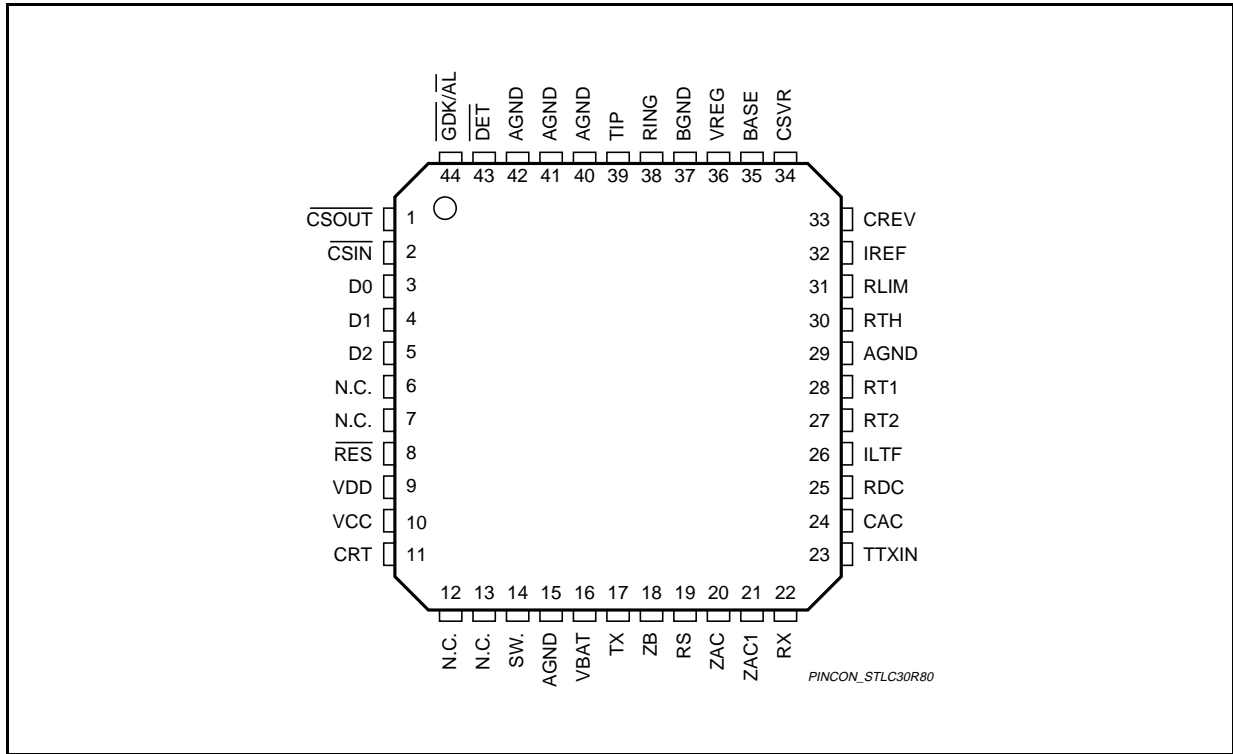 GDK/AL
DET
AGND
AGND
AGND
TIP
RING
BGND
VREG
BASE
CSVR
44 43 42 41 40 39 38 37 36 35 34
CSOUT 1
CSIN 2
D0 3
D1 4
D2 5
N.C. 6
N.C. 7
RES 8
VDD 9
VCC 10
CRT 11
33 CREV
32 IREF
31 RLIM
30 RTH
29 AGND
28 RT1
27 RT2
26 ILTF
25 RDC
24 CAC
23 TTXIN
12 13 14 15 16 17 18 19 20 21 22
N.C.
N.C.
SW.
AGND
VBAT
TX
ZB
RS
ZAC
ZAC1
RX
PINCON_STLC30R80